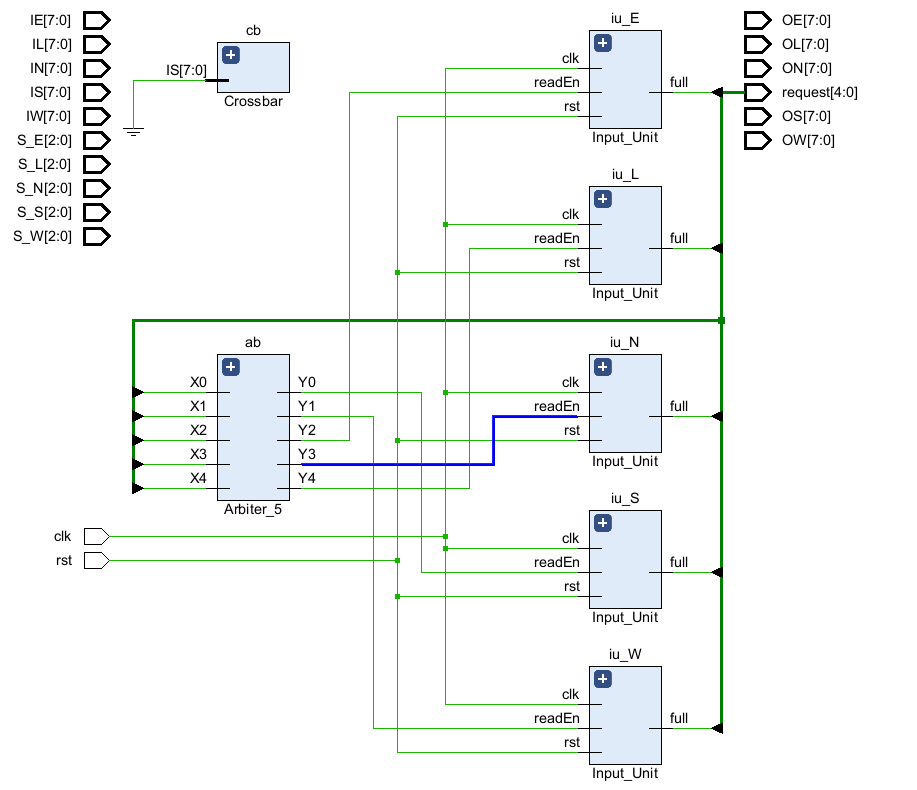 IE[7:0]
IL[7:0]
IN[7:0]
IS[7:0]
IW[7:0]
S_E[2:0]
S_L[2:0]
S_N[2:0]
S_S[2:0]
S_W[2:0]
cb
IS[7:0]
Crossbar
iu_E
clk
readEn
rst
full
Input_Unit
OE[7:0]
OL[7:0]
ON[7:0]
request[4:0]
OS[7:0]
OW[7:0]
iu_L
clk
readEn
rst
full
Input_Unit
ab
X0 Y0
X1 Y1
X2 Y2
X3 Y3
X4 Y4
Arbiter_5
iu_N
clk
readEn
rst
full
Input_Unit
clk
rst
iu_S
clk
readEn
rst
full
Input_Unit
iu_W
clk
readEn
rst
full
Input_Unit